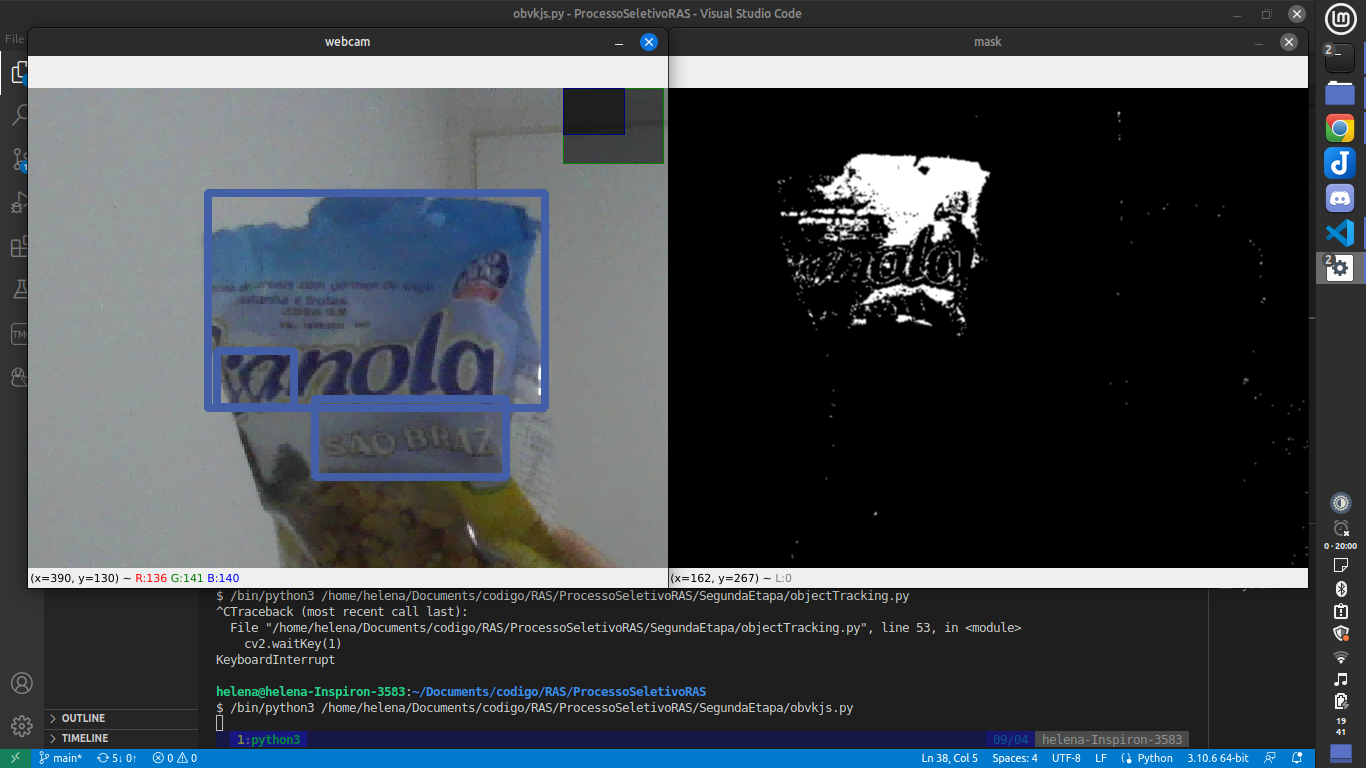 obvkjs.py - ProcessoSeletivoRAS - Visual Studio Code
File
webcam
mask
anola
SÃO BRAZ
(x=390, y=130) ~ R:136 G:141 B:140
(x=162, y=267) ~ L:0
$ /bin/python3 /home/helena/Documents/codigo/RAS/ProcessoSeletivoRAS/SegundaEtapa/objectTracking.py
^CTraceback (most recent call last):
File "/home/helena/Documents/codigo/RAS/ProcessoSeletivoRAS/SegundaEtapa/objectTracking.py", line 53, in <module>
cv2.waitKey(1)
KeyboardInterrupt
helena@helena-Inspiron-3583:~/Documents/codigo/RAS/ProcessoSeletivoRAS
$ /bin/python3 /home/helena/Documents/codigo/RAS/ProcessoSeletivoRAS/SegundaEtapa/obvkjs.py
1:python3 09/04 helena-Inspiron-3583
OUTLINE
TIMELINE
main* 5↓ 0↑ 0 0 Ln 38, Col 5 Spaces: 4 UTF-8 LF Python 3.10.6 64-bit
2
2
0 · 20:00
19
41